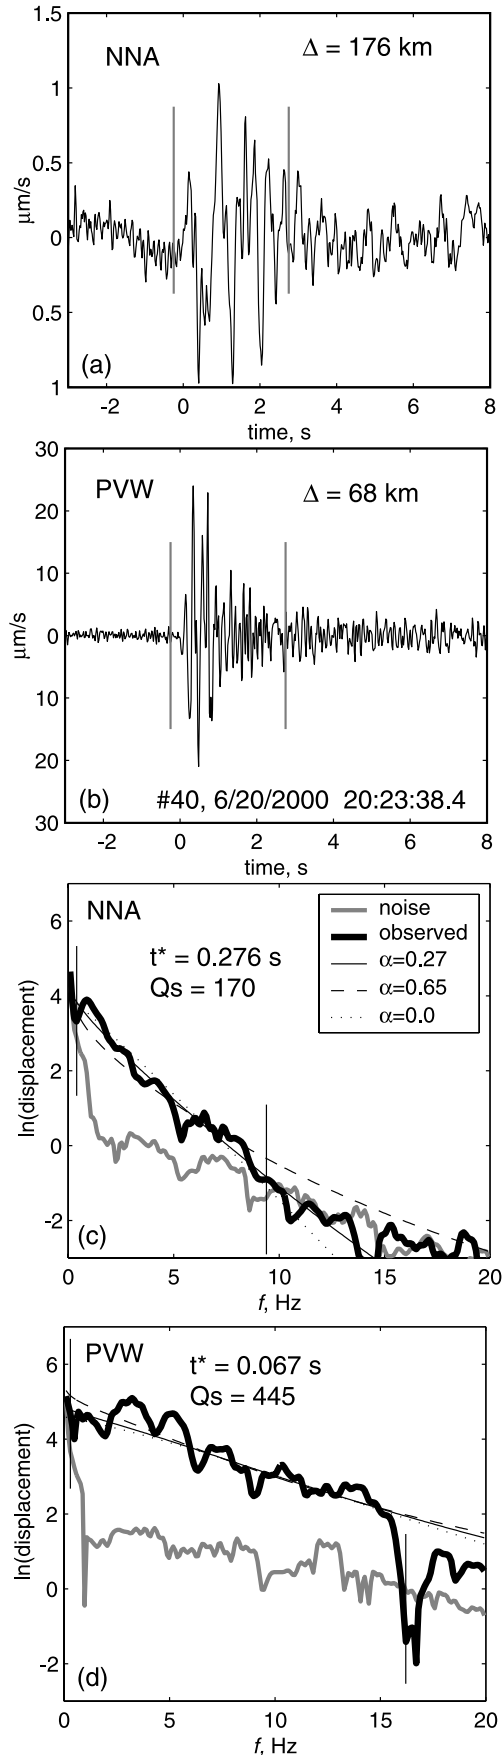 NNA
Δ = 176 km
1
0.5
0
0.5
1
μm/s
(a)
-2 0 2 4 6 8
time, s
PVW
Δ = 68 km
30
20
10
0
10
20
30
μm/s
(b)
#40, 6/20/2000 20:23:38.4
-2 0 2 4 6 8
time, s
NNA
t* = 0.276 s
Qs = 170
noise
observed
α=0.27
α=0.65
α=0.0
6
4
2
0
-2
ln(displacement)
(c)
0 5 10 15 20
f, Hz
PVW
t* = 0.067 s
Qs = 445
6
4
2
0
-2
ln(displacement)
(d)
0 5 10 15 20
f, Hz